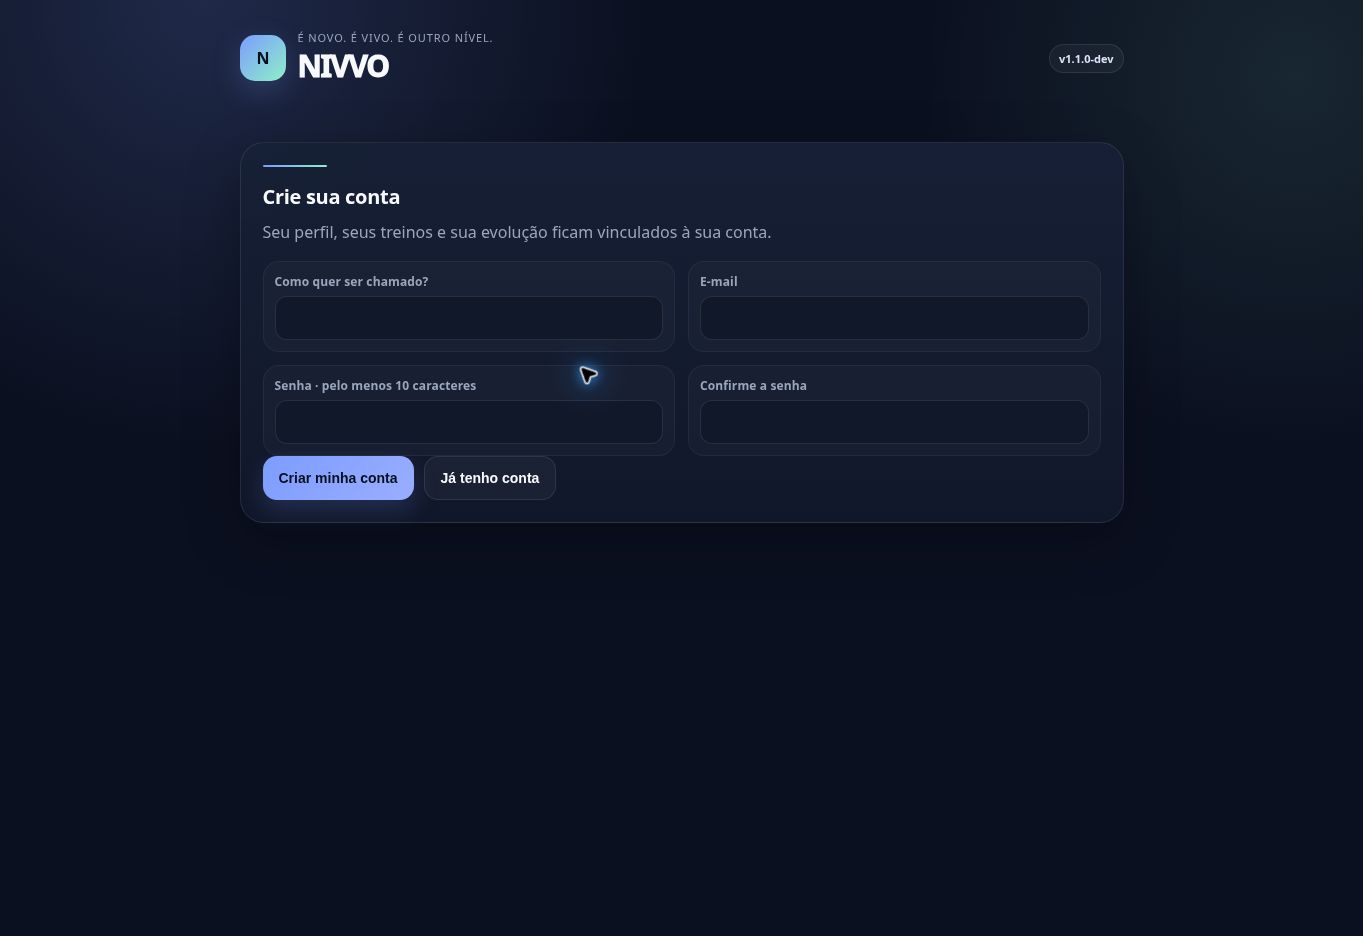 É NOVO. É VIVO. É OUTRO NÍVEL.
N
NIVVO
v1.1.0-dev
Crie sua conta
Seu perfil, seus treinos e sua evolução ficam vinculados à sua conta.
Como quer ser chamado?
E-mail
Senha · pelo menos 10 caracteres
Confirme a senha
Criar minha conta
Já tenho conta